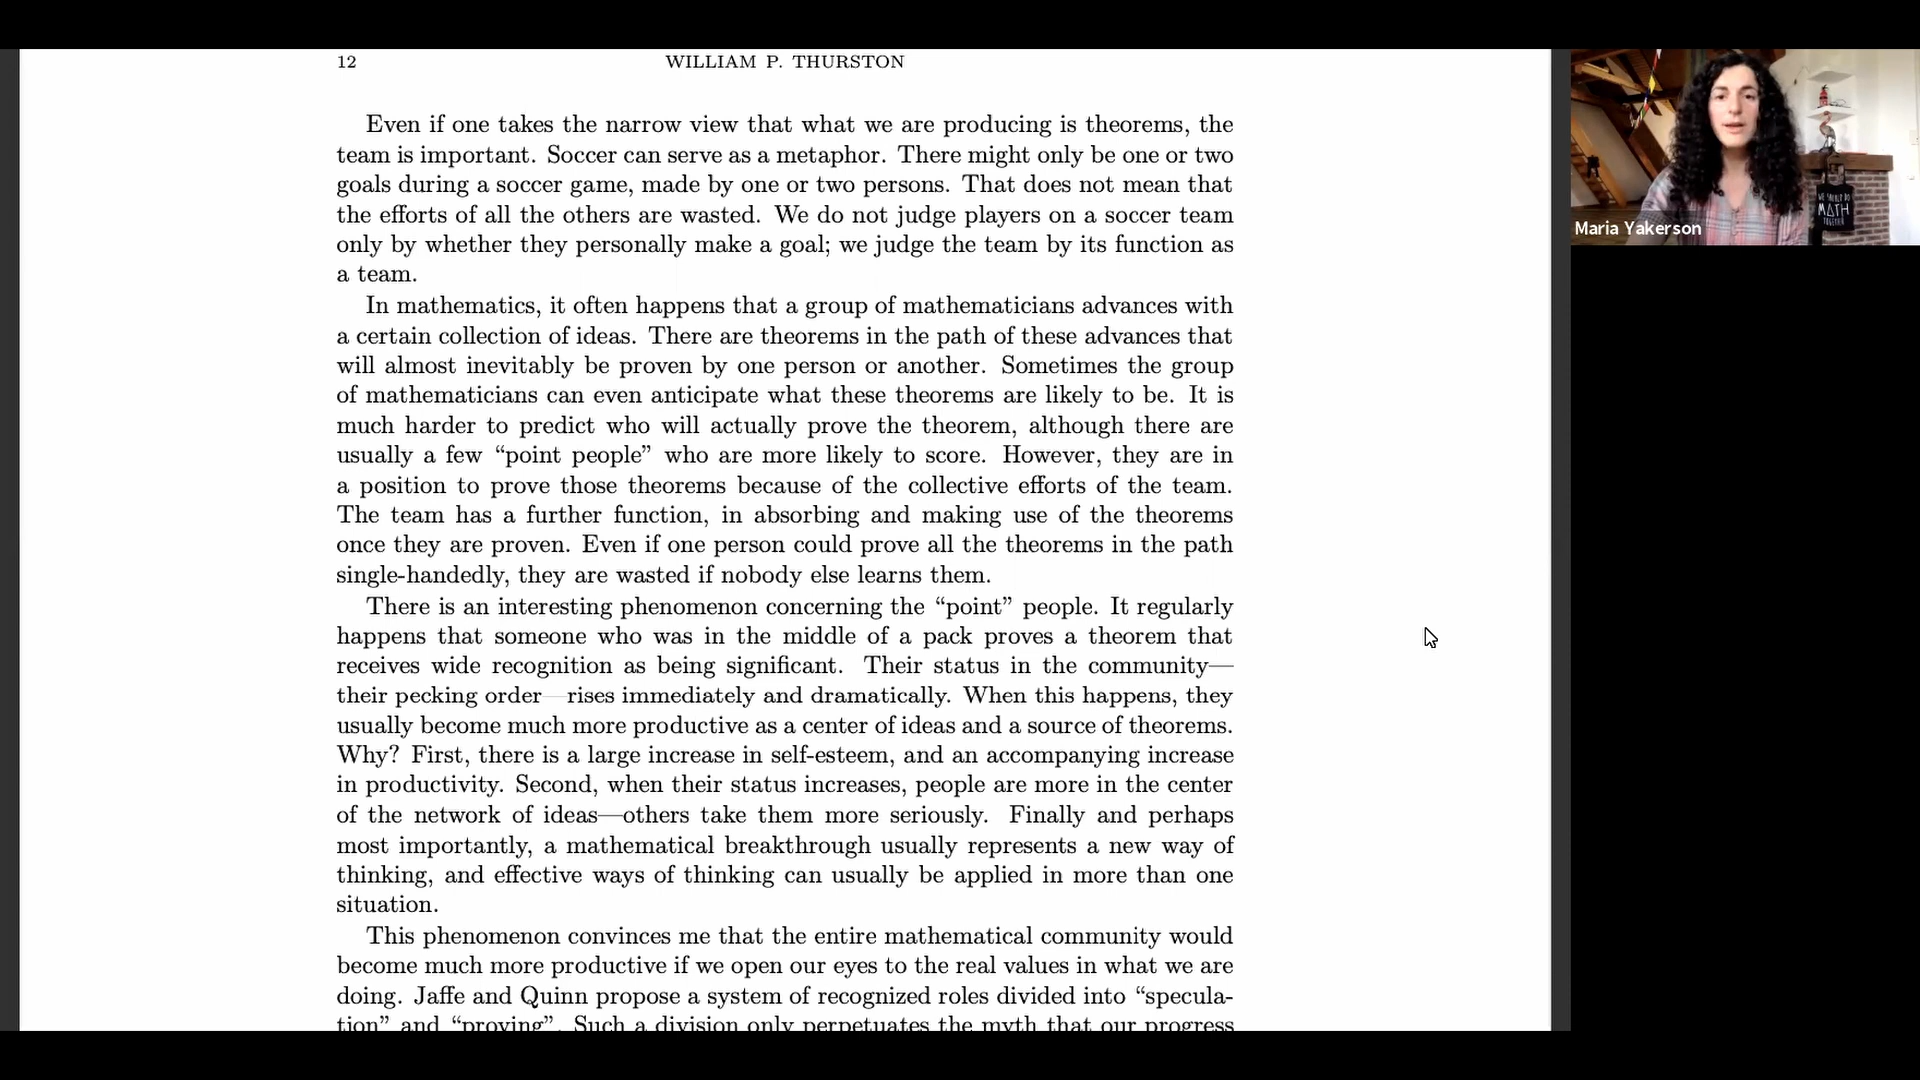 12 WILLIAM P. THURSTON
Even if one takes the narrow view that what we are producing is theorems, the
team is important. Soccer can serve as a metaphor. There might only be one or two
goals during a soccer game, made by one or two persons. That does not mean that
the efforts of all the others are wasted. We do not judge players on a soccer team
only by whether they personally make a goal; we judge the team by its function as
a team.
In mathematics, it often happens that a group of mathematicians advances with
a certain collection of ideas. There are theorems in the path of these advances that
will almost inevitably be proven by one person or another. Sometimes the group
of mathematicians can even anticipate what these theorems are likely to be. It is
much harder to predict who will actually prove the theorem, although there are
usually a few “point people” who are more likely to score. However, they are in
a position to prove those theorems because of the collective efforts of the team.
The team has a further function, in absorbing and making use of the theorems
once they are proven. Even if one person could prove all the theorems in the path
single-handedly, they are wasted if nobody else learns them.
There is an interesting phenomenon concerning the “point” people. It regularly
happens that someone who was in the middle of a pack proves a theorem that
receives wide recognition as being significant. Their status in the community—
their pecking order—rises immediately and dramatically. When this happens, they
usually become much more productive as a center of ideas and a source of theorems.
Why? First, there is a large increase in self-esteem, and an accompanying increase
in productivity. Second, when their status increases, people are more in the center
of the network of ideas—others take them more seriously. Finally and perhaps
most importantly, a mathematical breakthrough usually represents a new way of
thinking, and effective ways of thinking can usually be applied in more than one
situation.
This phenomenon convinces me that the entire mathematical community would
become much more productive if we open our eyes to the real values in what we are
doing. Jaffe and Quinn propose a system of recognized roles divided into “specula-
tion” and “proving”. Such a division only perpetuates the myth that our progress
WE SHOULD DO
MATH
TOGETHER
Maria Yakerson